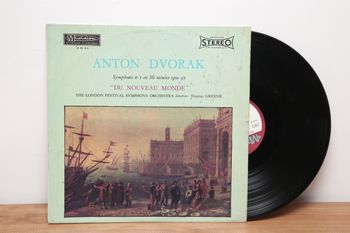 STEREO
ANTON DVORAK
Symphonie n° 5 en Mi mineur opus 95
"DU NOUVEAU MONDE"
THE LONDON FESTIVAL SYMPHONY ORCHESTRA direction : Thomas GREENE